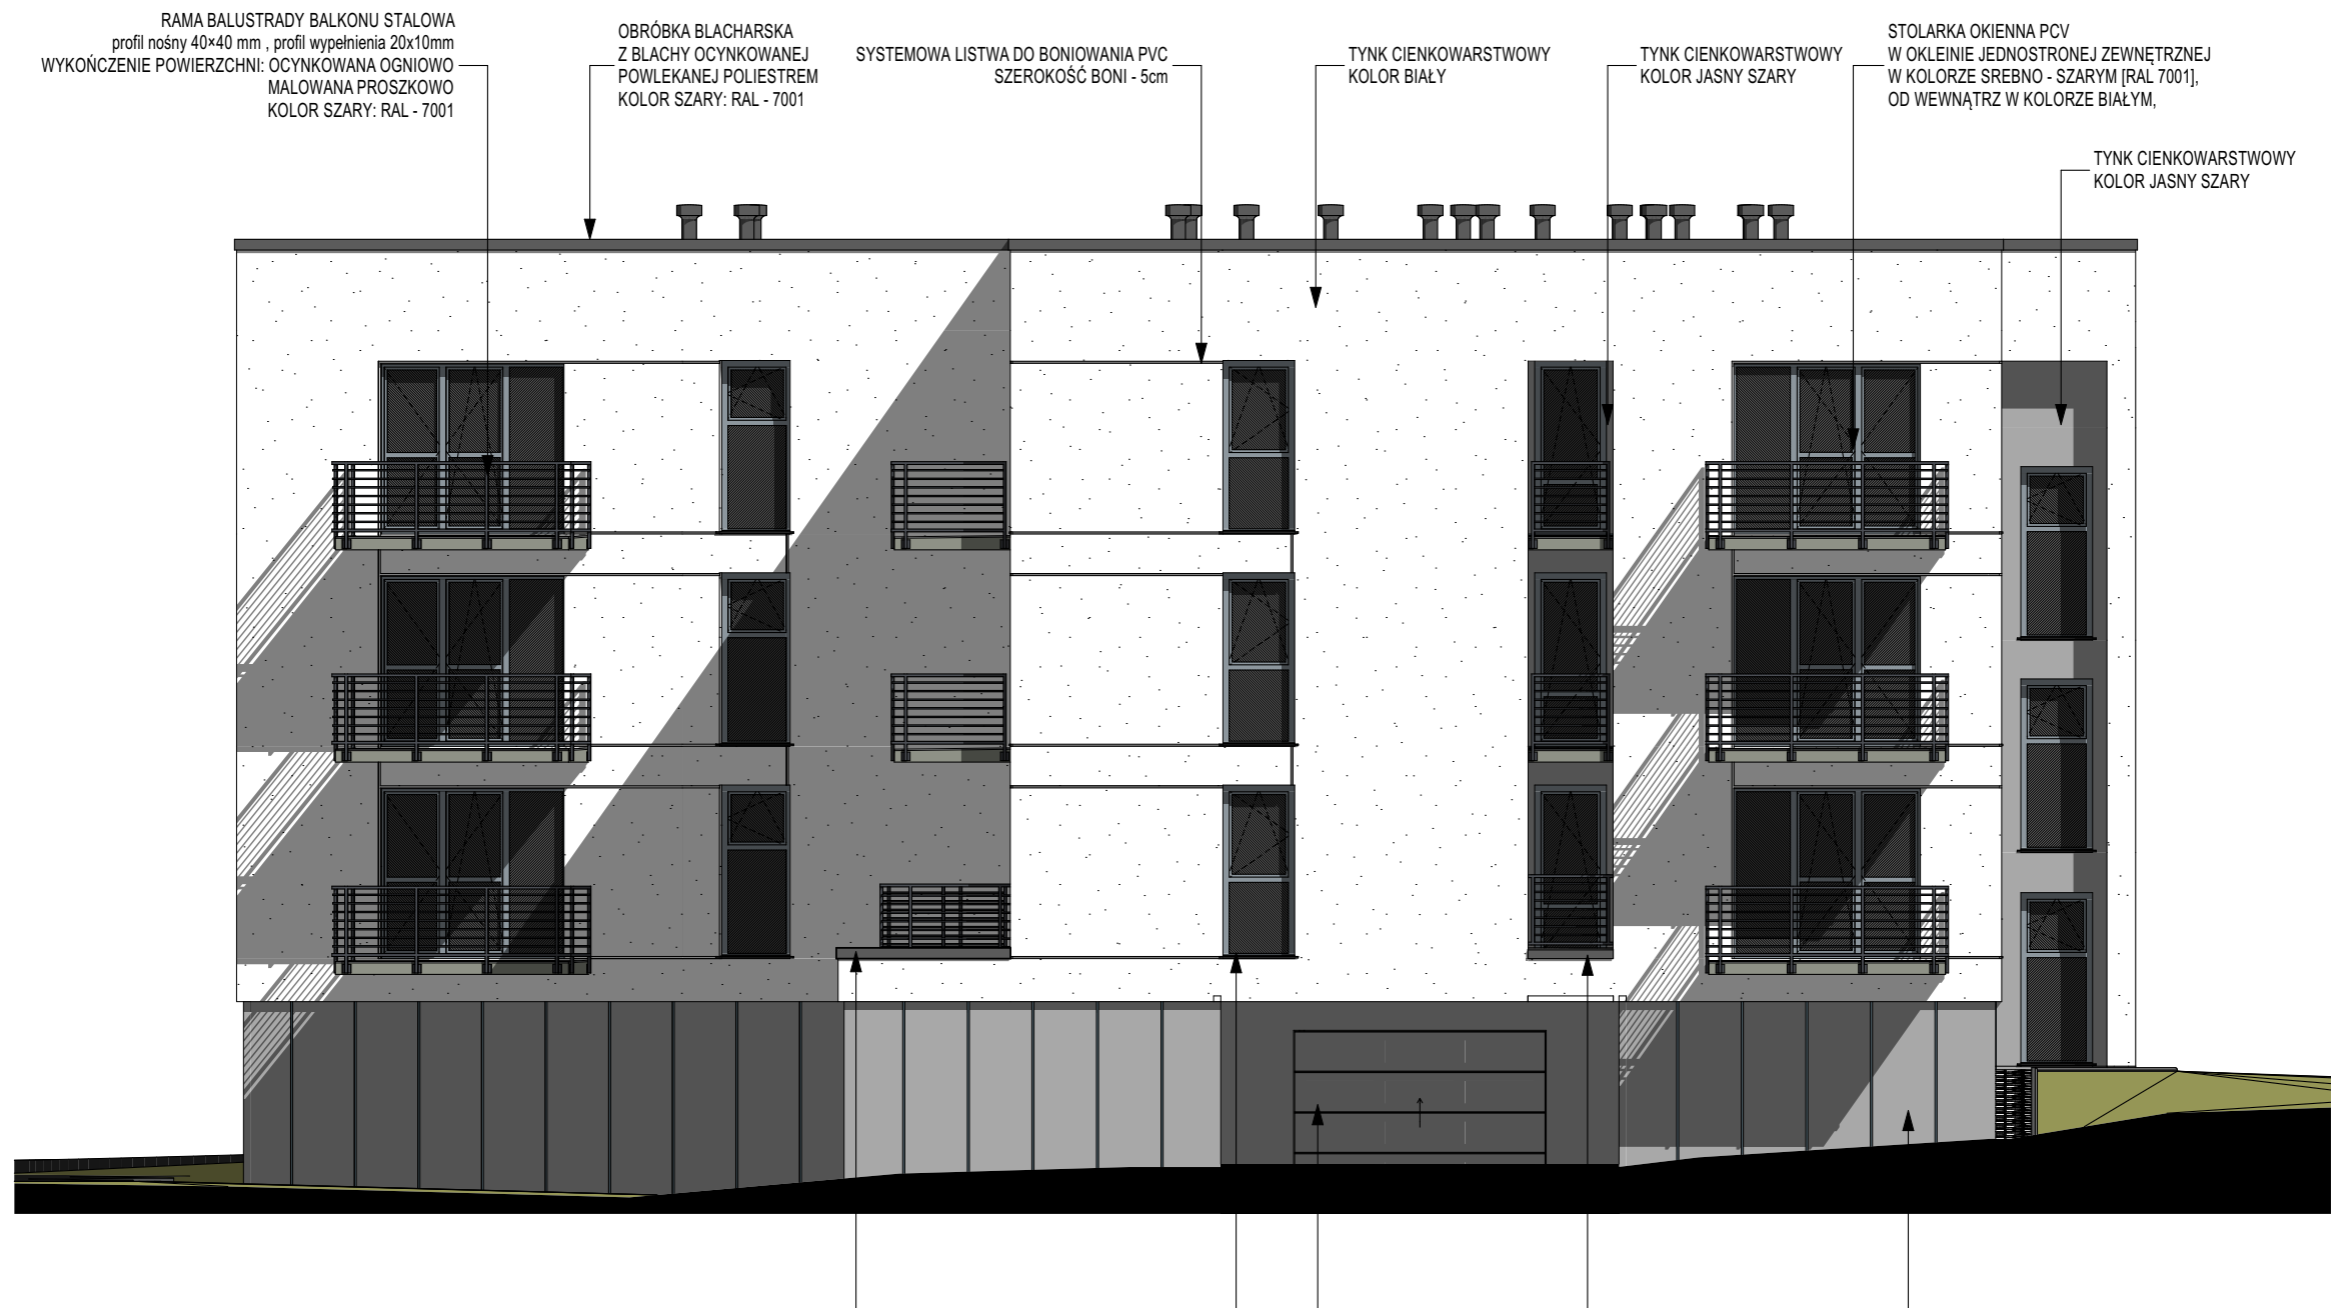 RAMA BALUSTRADY BALKONU STALOWA
profil nośny 40×40 mm , profil wypełnienia 20x10mm
WYKOŃCZENIE POWIERZCHNI: OCYNKOWANA OGNIOWO
MALOWANA PROSZKOWO
KOLOR SZARY: RAL - 7001
OBRÓBKA BLACHARSKA
Z BLACHY OCYNKOWANEJ
POWLEKANEJ POLIESTREM
KOLOR SZARY: RAL - 7001
SYSTEMOWA LISTWA DO BONIOWANIA PVC
SZEROKOŚĆ BONI - 5cm
TYNK CIENKOWARSTWOWY
KOLOR BIAŁY
TYNK CIENKOWARSTWOWY
KOLOR JASNY SZARY
STOLARKA OKIENNA PCV
W OKLEINIE JEDNOSTRONEJ ZEWNĘTRZNEJ
W KOLORZE SREBNO - SZARYM [RAL 7001],
OD WEWNĄTRZ W KOLORZE BIAŁYM,
TYNK CIENKOWARSTWOWY
KOLOR JASNY SZARY